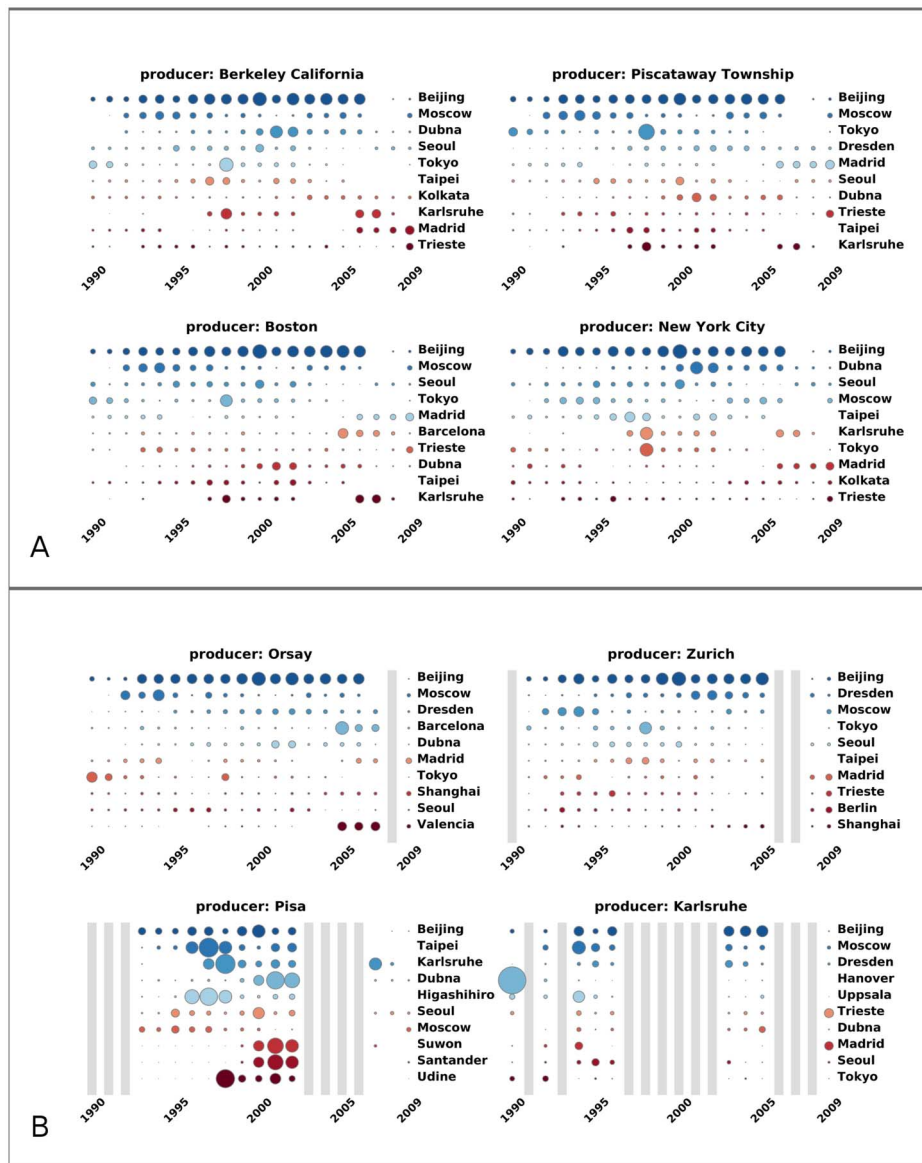 producer: Berkeley California
Beijing
Moscow
Dubna
Seoul
Tokyo
Taipei
Kolkata
Karlsruhe
Madrid
Trieste
1990
1995
2000
2005
2009
producer: Piscataway Township
Beijing
Moscow
Tokyo
Dresden
Madrid
Seoul
Dubna
Trieste
Taipei
Karlsruhe
1990
1995
2000
2005
2009
producer: Boston
Beijing
Moscow
Seoul
Tokyo
Madrid
Barcelona
Trieste
Dubna
Taipei
Karlsruhe
1990
1995
2000
2005
2009
producer: New York City
Beijing
Dubna
Seoul
Moscow
Taipei
Karlsruhe
Tokyo
Madrid
Kolkata
Trieste
1990
1995
2000
2005
2009
A
producer: Orsay
Beijing
Moscow
Dresden
Barcelona
Dubna
Madrid
Tokyo
Shanghai
Seoul
Valencia
1990
1995
2000
2005
2009
producer: Zurich
Beijing
Dresden
Moscow
Tokyo
Seoul
Taipei
Madrid
Trieste
Berlin
Shanghai
1990
1995
2000
2005
2009
producer: Pisa
Beijing
Taipei
Karlsruhe
Dubna
Higashihiro
Seoul
Moscow
Suwon
Santander
Udine
1990
1995
2000
2005
2009
producer: Karlsruhe
Beijing
Moscow
Dresden
Hanover
Uppsala
Trieste
Dubna
Madrid
Seoul
Tokyo
1990
1995
2000
2005
2009
B